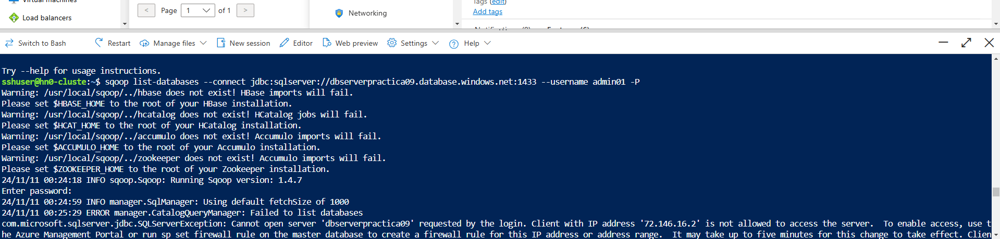 Virtual machines
Load balancers
<
Page
1
of 1
>
Networking
Tags (edit)
Add tags
Switch to Bash
Restart
Manage files
New session
Editor
Web preview
Settings
Help
Try --help for usage instructions.
sshuser@hn0-cluste:~$ sqoop list-databases --connect jdbc:sqlserver://dbserverpractica09.database.windows.net:1433 --username admin01 -P
Warning: /usr/local/sqoop/../hbase does not exist! HBase imports will fail.
Please set $HBASE_HOME to the root of your HBase installation.
Warning: /usr/local/sqoop/../hcatalog does not exist! HCatalog jobs will fail.
Please set $HCAT_HOME to the root of your HCatalog installation.
Warning: /usr/local/sqoop/../accumulo does not exist! Accumulo imports will fail.
Please set $ACCUMULO_HOME to the root of your Accumulo installation.
Warning: /usr/local/sqoop/../zookeeper does not exist! Accumulo imports will fail.
Please set $ZOOKEEPER_HOME to the root of your Zookeeper installation.
24/11/11 00:24:18 INFO sqoop.Sqoop: Running Sqoop version: 1.4.7
Enter password:
24/11/11 00:24:59 INFO manager.SqlManager: Using default fetchSize of 1000
24/11/11 00:25:29 ERROR manager.CatalogQueryManager: Failed to list databases
com.microsoft.sqlserver.jdbc.SQLServerException: Cannot open server 'dbserverpractica09' requested by the login. Client with IP address '72.146.16.2' is not allowed to access the server.  To enable access, use t
he Azure Management Portal or run sp_set_firewall_rule on the master database to create a firewall rule for this IP address or address range.  It may take up to five minutes for this change to take effect. Clien